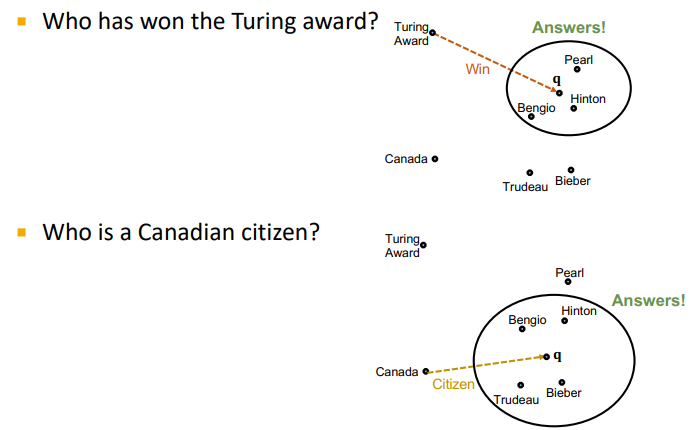 Who has won the Turing award?
Turing
Award
Answers!
Win
Pearl
q
Hinton
Bengio
Canada
Trudeau
Bieber
Who is a Canadian citizen?
Turing
Award
Pearl
Answers!
Hinton
Bengio
q
Canada
Citizen
Trudeau
Bieber